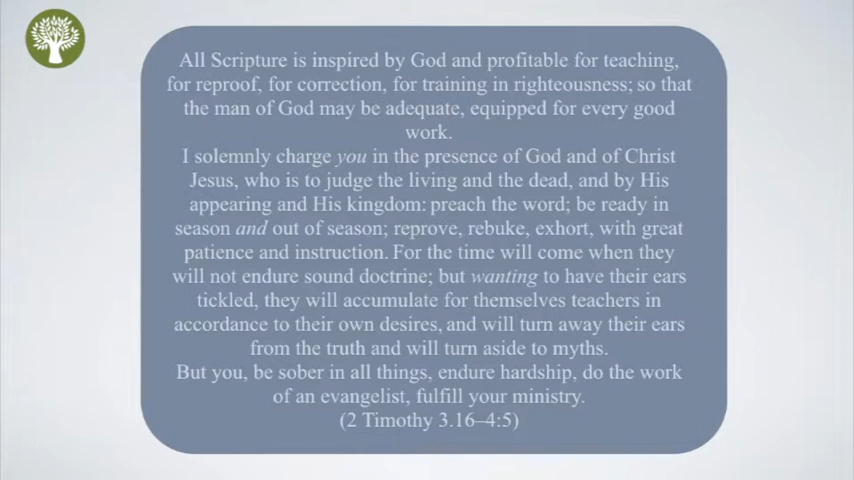 All Scripture is inspired by God and profitable for teaching,
for reproof, for correction, for training in righteousness; so that
the man of God may be adequate, equipped for every good
work.
I solemnly charge you in the presence of God and of Christ
Jesus, who is to judge the living and the dead, and by His
appearing and His kingdom: preach the word; be ready in
season and out of season; reprove, rebuke, exhort, with great
patience and instruction. For the time will come when they
will not endure sound doctrine; but wanting to have their ears
tickled, they will accumulate for themselves teachers in
accordance to their own desires, and will turn away their ears
from the truth and will turn aside to myths.
But you, be sober in all things, endure hardship, do the work
of an evangelist, fulfill your ministry.
(2 Timothy 3.16–4:5)